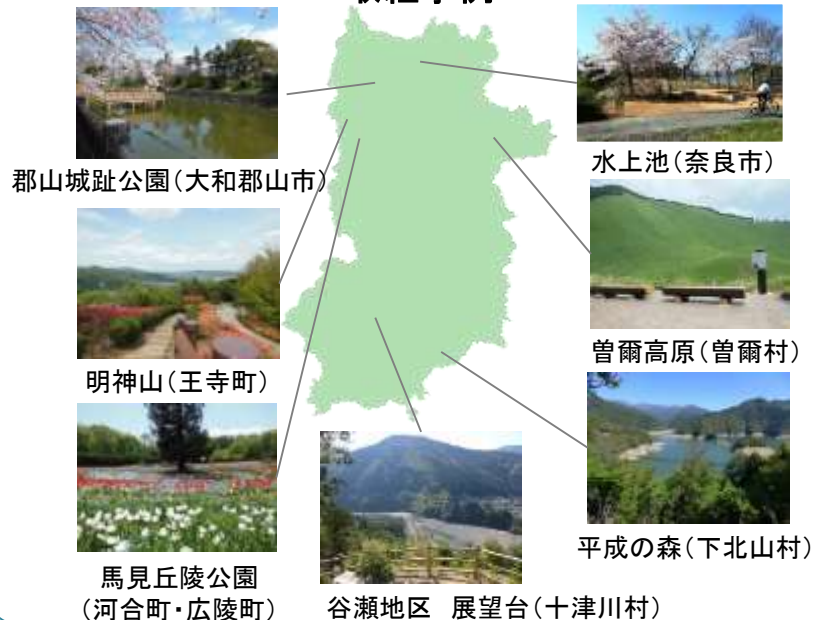 郡山城趾公園(大和郡山市)
水上池(奈良市)
明神山(王寺町)
曽爾高原(曽爾村)
馬見丘陵公園
(河合町・広陵町)
谷瀬地区 展望台(十津川村)
平成の森(下北山村)